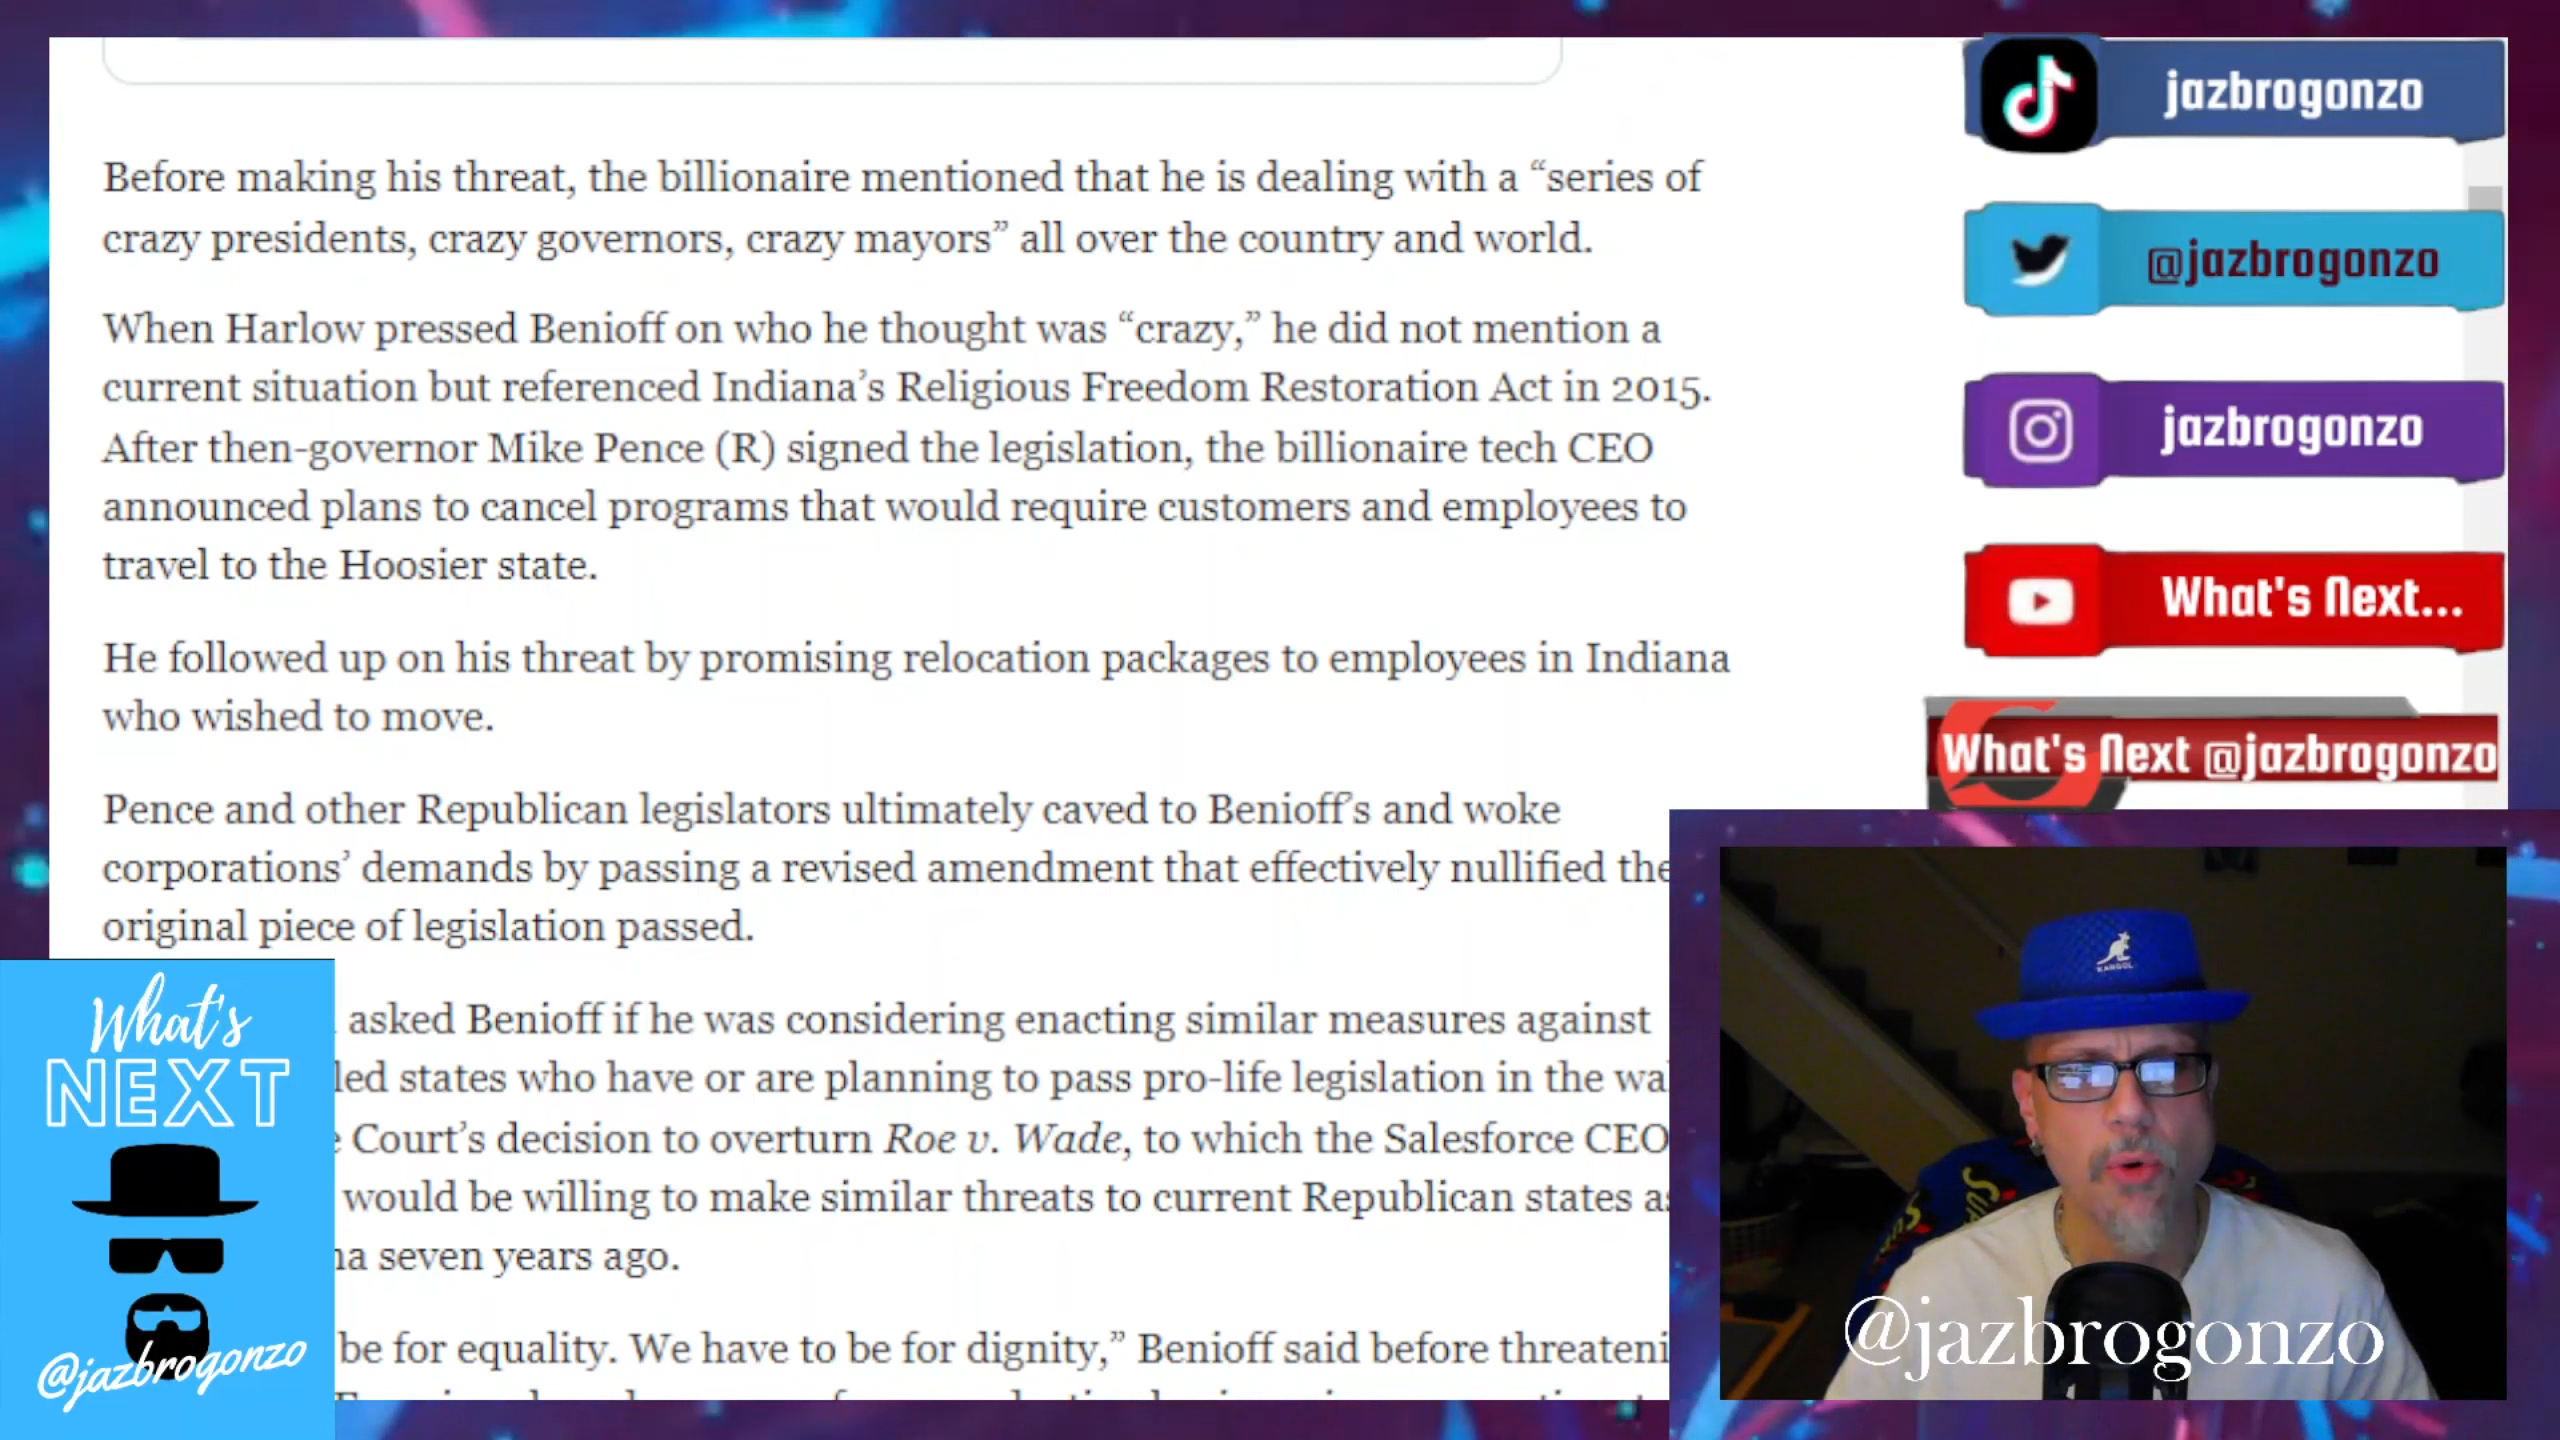 Before making his threat, the billionaire mentioned that he is dealing with a “series of
crazy presidents, crazy governors, crazy mayors” all over the country and world.
When Harlow pressed Benioff on who he thought was “crazy,” he did not mention a
current situation but referenced Indiana’s Religious Freedom Restoration Act in 2015.
After then-governor Mike Pence (R) signed the legislation, the billionaire tech CEO
announced plans to cancel programs that would require customers and employees to
travel to the Hoosier state.
He followed up on his threat by promising relocation packages to employees in Indiana
who wished to move.
Pence and other Republican legislators ultimately caved to Benioff’s and woke
corporations’ demands by passing a revised amendment that effectively nullified the
original piece of legislation passed.
asked Benioff if he was considering enacting similar measures against
led states who have or are planning to pass pro-life legislation in the
Court’s decision to overturn Roe v. Wade, to which the Salesforce CEO
would be willing to make similar threats to current Republican states
seven years ago.
be for equality. We have to be for dignity,” Benioff said before
jazbrogonzo
@jazbrogonzo
jazbrogonzo
What's Next...
What's Next @jazbrogonzo
What's
NEXT
@jazbrogonzo
KANGOL
@jazbrogonzo